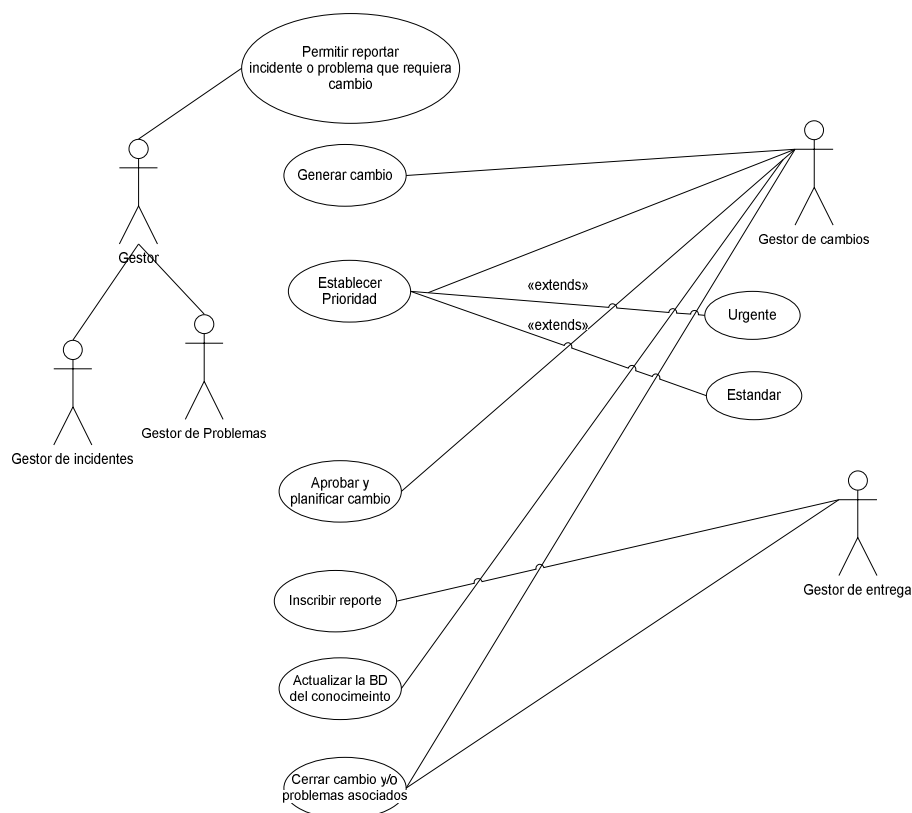 Permitir reportar
incidente o problema que requiera
cambio
Generar cambio
Gestor de cambios
Gestor
Establecer
Prioridad
«extends»
Urgente
«extends»
Estandar
Gestor de Problemas
Gestor de incidentes
Aprobar y
planificar cambio
Gestor de entrega
Inscribir reporte
Actualizar la BD
del conocimeinto
Cerrar cambio y/o
problemas asociados